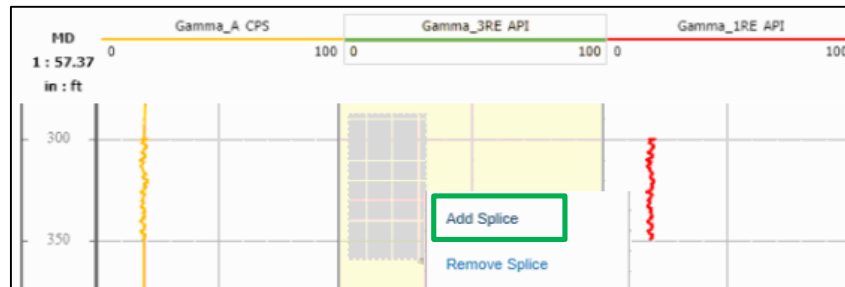 MD
1 : 57.37
in : ft
Gamma_A CPS
0 100
Gamma_3RE API
0 100
Gamma_1RE API
0 100
300
350
Add Splice
Remove Splice